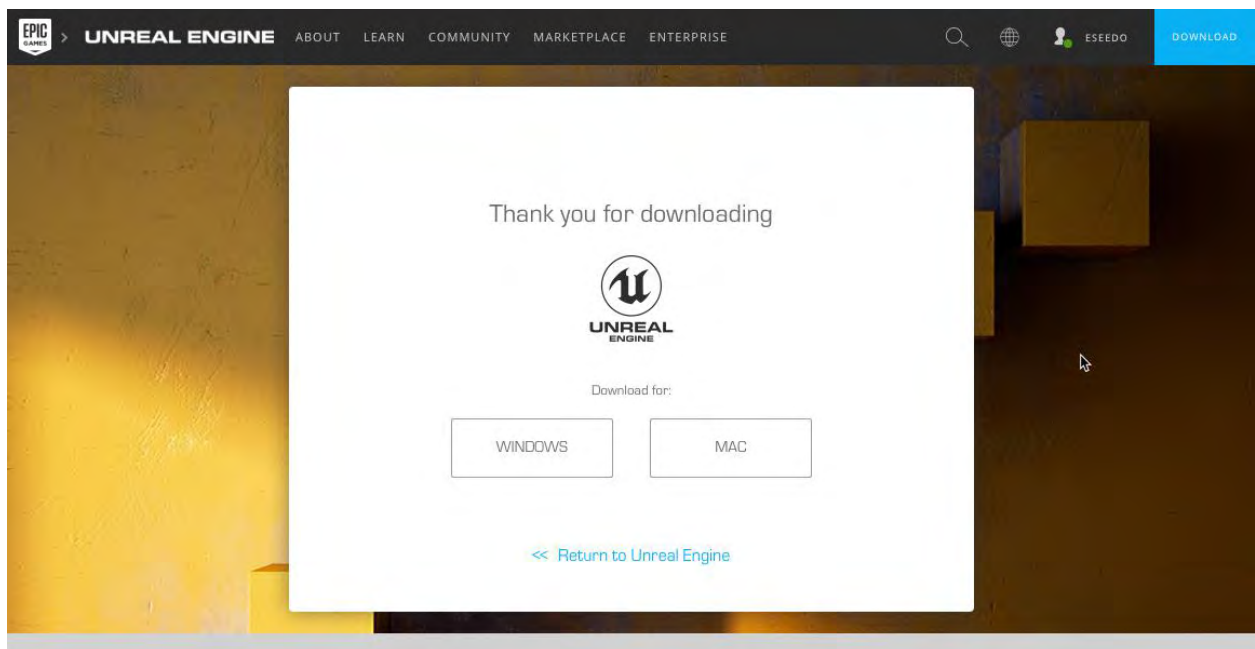 EPIC GAMES > UNREAL ENGINE ABOUT LEARN COMMUNITY MARKETPLACE ENTERPRISE ESEEDO DOWNLOAD
Thank you for downloading
UNREAL
ENGINE
Download for:
WINDOWS MAC
<< Return to Unreal Engine